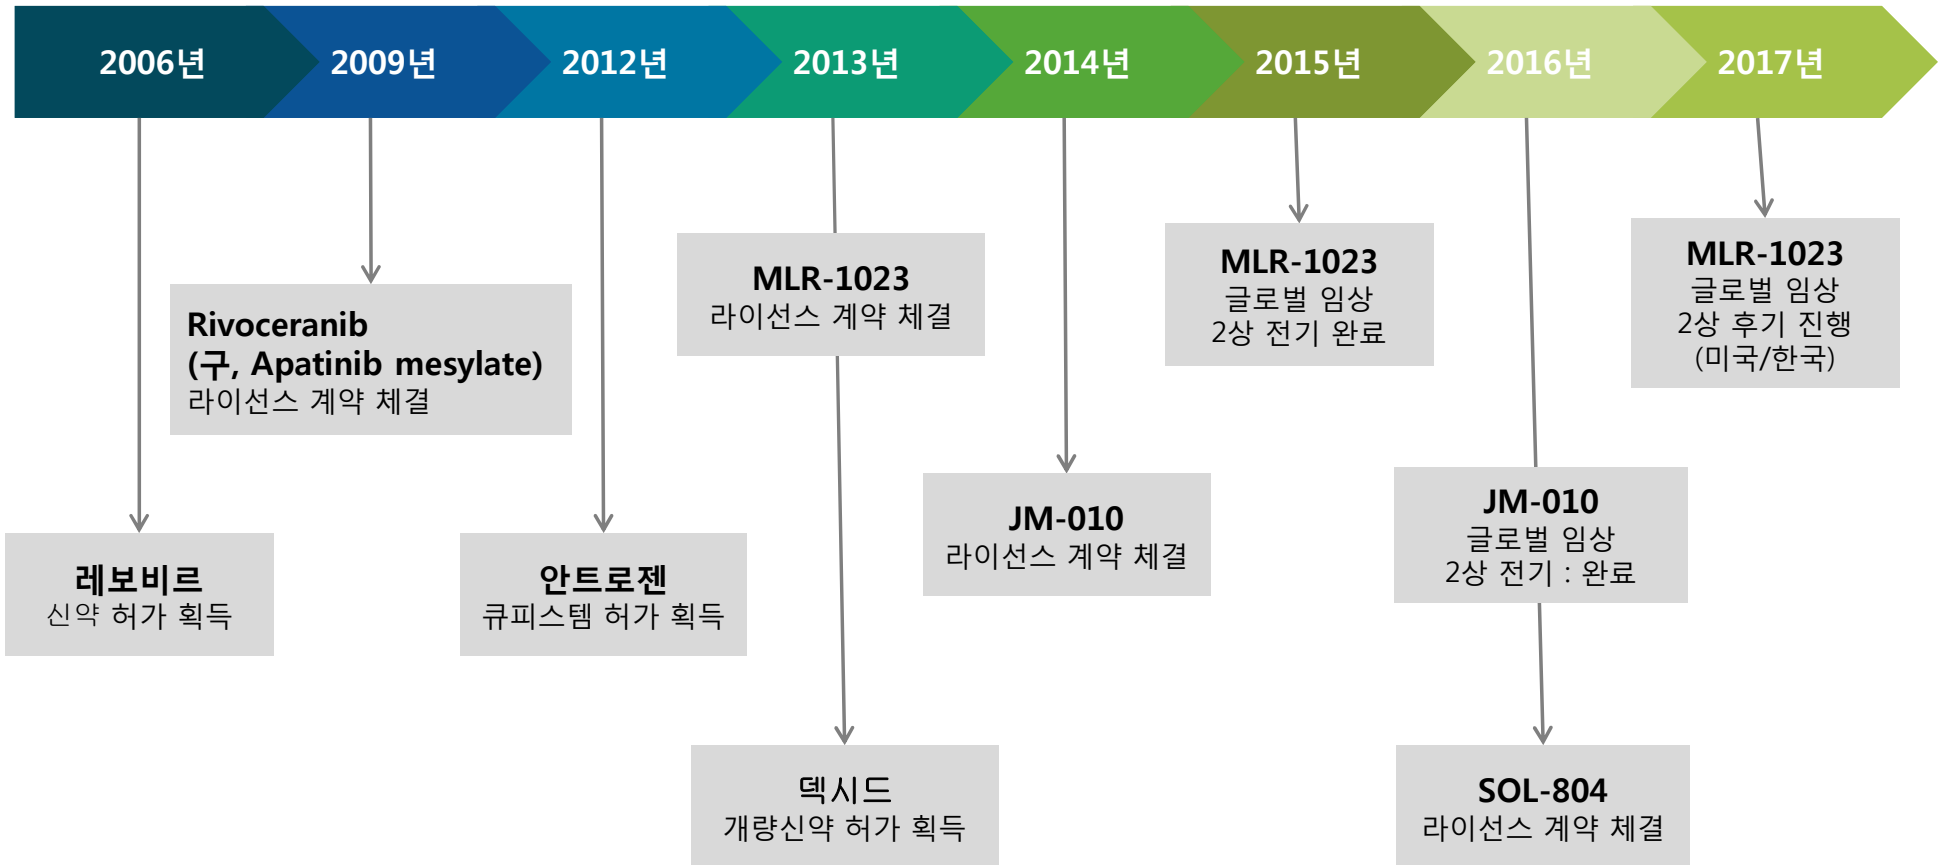 2006년
2009년
2012년
2013년
2014년
2015년
2016년
2017년
레보비르
신약 허가 획득
Rivoceranib
(구, Apatinib mesylate)
라이선스 계약 체결
안트로젠
큐피스템 허가 획득
MLR-1023
라이선스 계약 체결
덱시드
개량신약 허가 획득
JM-010
라이선스 계약 체결
MLR-1023
글로벌 임상
2상 전기 완료
JM-010
글로벌 임상
2상 전기 : 완료
SOL-804
라이선스 계약 체결
MLR-1023
글로벌 임상
2상 후기 진행
(미국/한국)